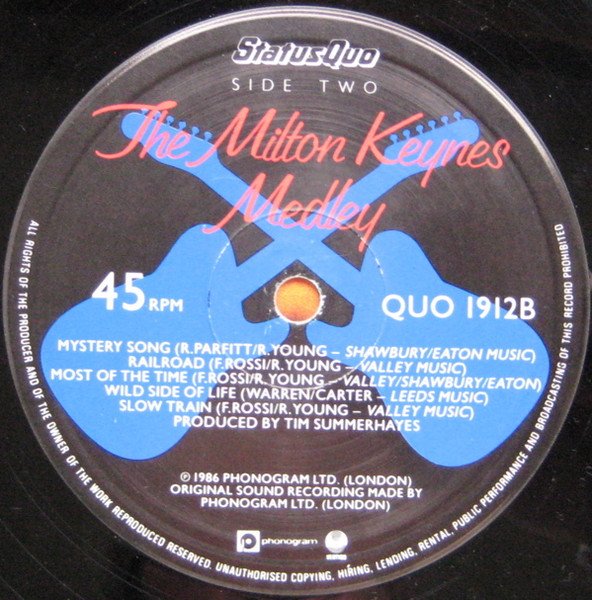 StatusQuo
SIDE TWO
The Milton Keynes
Medley
45 RPM
QUO 1912B
MYSTERY SONG (R.PARFITT/R.YOUNG – SHAWBURY/EATON MUSIC)
RAILROAD (F.ROSSI/R.YOUNG – VALLEY MUSIC)
MOST OF THE TIME (F.ROSSI/R.YOUNG – VALLEY/SHAWBURY/EATON)
WILD SIDE OF LIFE (WARREN/CARTER – LEEDS MUSIC)
SLOW TRAIN (F.ROSSI/R.YOUNG – VALLEY MUSIC)
PRODUCED BY TIM SUMMERHAYES
℗ 1986 PHONOGRAM LTD. (LONDON)
ORIGINAL SOUND RECORDING MADE BY
PHONOGRAM LTD. (LONDON)
phonogram
vertigo
ALL RIGHTS OF THE PRODUCER AND OF THE OWNER OF THE WORK REPRODUCED RESERVED. UNAUTHORISED COPYING, HIRING, LENDING, RENTAL, PUBLIC PERFORMANCE AND BROADCASTING OF THIS RECORD PROHIBITED